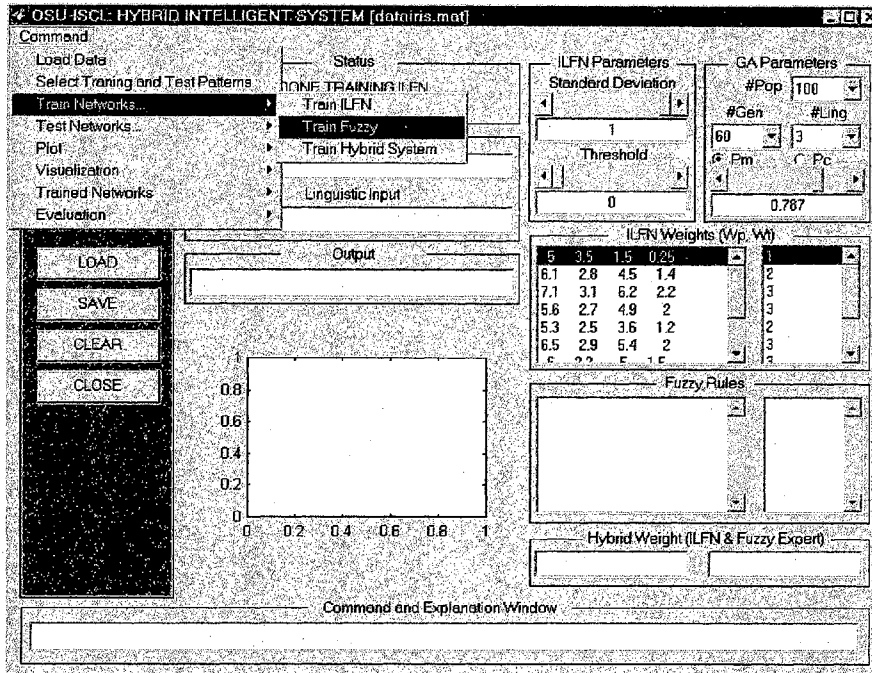 OSU-ISCL: HYBRID INTELLIGENT SYSTEM [datairis.mat]
Command
Load Data
Select Traning and Test Patterns
Train Networks...
Test Networks...
Plot
Visualization
Trained Networks
Evaluation
Train ILFN
Train Fuzzy
Train Hybrid System
Status
DONE TRAINING ILFN
Linguistic Input
Output
LOAD
SAVE
CLEAR
CLOSE
1
0.8
0.6
0.4
0.2
0
0 0.2 0.4 0.6 0.8 1
ILFN Parameters
Standard Deviation
1
Threshold
0
GA Parameters
#Pop 100
#Gen #Ling
60 3
Pm Pc
0.787
ILFN Weights (Wp, Wt)
5 3.5 1.5 0.25 1
6.1 2.8 4.5 1.4 2
7.1 3.1 6.2 2.2 3
5.6 2.7 4.9 2 3
5.3 2.5 3.6 1.2 2
6.5 2.9 5.4 2 3
6 2.2 5 1.5 3
Fuzzy Rules
Hybrid Weight (ILFN & Fuzzy Expert)
Command and Explanation Window